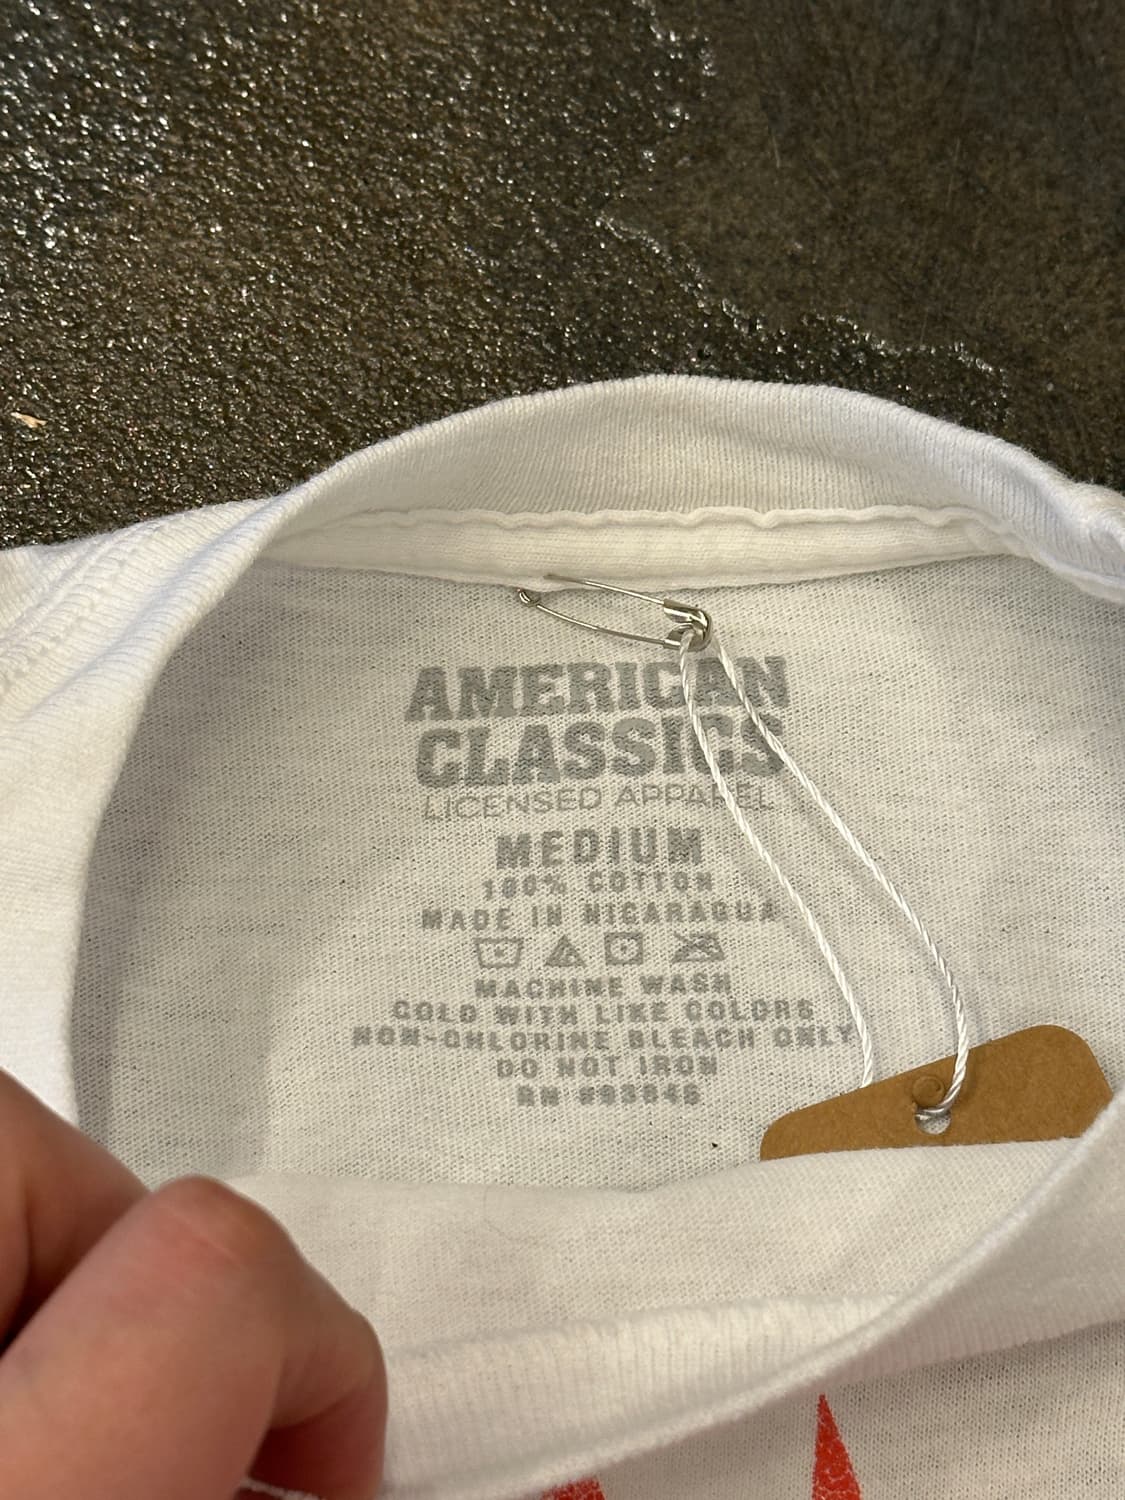 AMERICAN
CLASSICS
LICENSED APPAREL
MEDIUM
100% COTTON
MADE IN NICARAGUA
MACHINE WASH
COLD WITH LIKE COLORS
NON-CHLORINE BLEACH ONLY
DO NOT IRON
RN